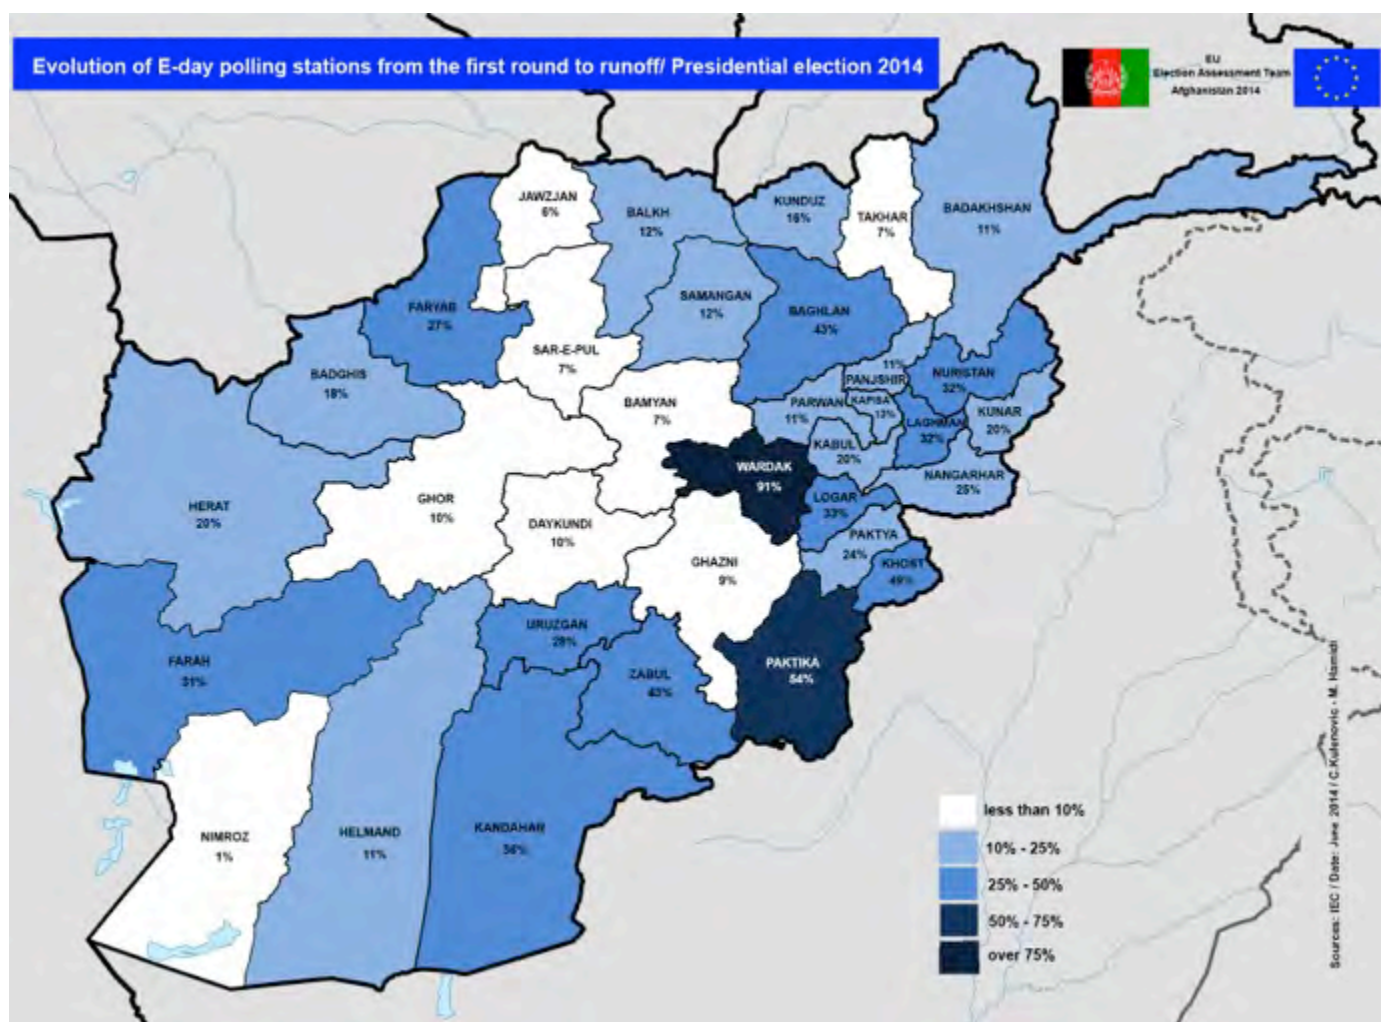 Evolution of E-day polling stations from the first round to runoff/ Presidential election 2014
EU
Election Assessment Team
Afghanistan 2014
JAWZJAN
6%
BALKH
12%
KUNDUZ
16%
TAKHAR
7%
BADAKHSHAN
11%
FARYAB
27%
SAMANGAN
12%
BAGHLAN
43%
SAR-E-PUL
7%
BADGHIS
18%
11%
PANJSHIR
NURISTAN
32%
BAMYAN
7%
PARWAN
11%
KAPISA
13%
KUNAR
20%
LAGHMAN
32%
KABUL
20%
WARDAK
91%
NANGARHAR
25%
HERAT
20%
GHOR
10%
DAYKUNDI
10%
LOGAR
33%
PAKTYA
24%
GHAZNI
9%
KHOST
49%
URUZGAN
28%
FARAH
31%
ZABUL
43%
PAKTIKA
54%
NIMROZ
1%
HELMAND
11%
KANDAHAR
less than 10%
10% - 25%
25% - 50%
50% - 75%
over 75%
Sources: IEC / Date: June 2014 / C.Kulenovic - M. Hamidi